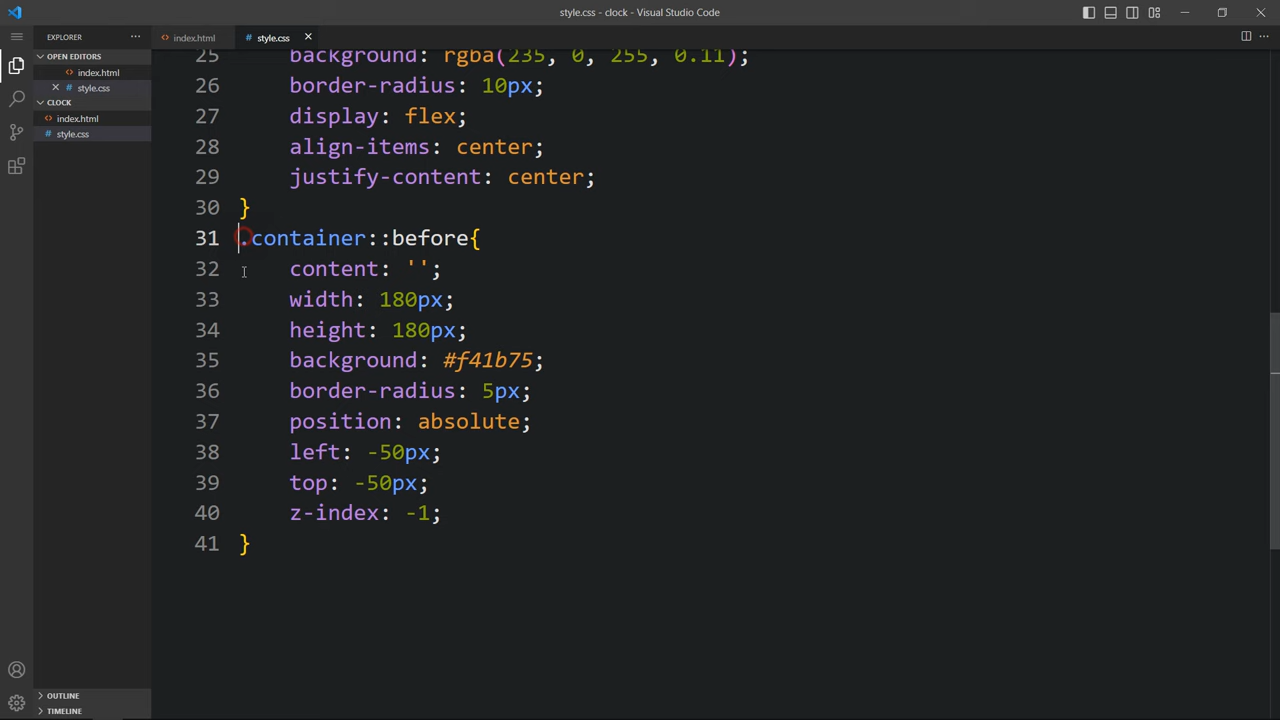 style.css - clock - Visual Studio Code
EXPLORER
index.html
style.css
OPEN EDITORS
index.html
style.css
CLOCK
index.html
style.css
OUTLINE
TIMELINE
25 background: rgba(235, 0, 255, 0.11);
26 border-radius: 10px;
27 display: flex;
28 align-items: center;
29 justify-content: center;
30 }
31 .container::before{
32 content: '';
33 width: 180px;
34 height: 180px;
35 background: #f41b75;
36 border-radius: 5px;
37 position: absolute;
38 left: -50px;
39 top: -50px;
40 z-index: -1;
41 }